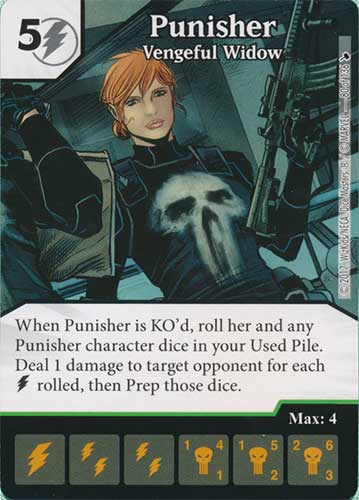 5
Punisher
Vengeful Widow
When Punisher is KO'd, roll her and any
Punisher character dice in your Used Pile.
Deal 1 damage to target opponent for each
rolled, then Prep those dice.
Max: 4
1 4 2
1 5 2
2 6 3